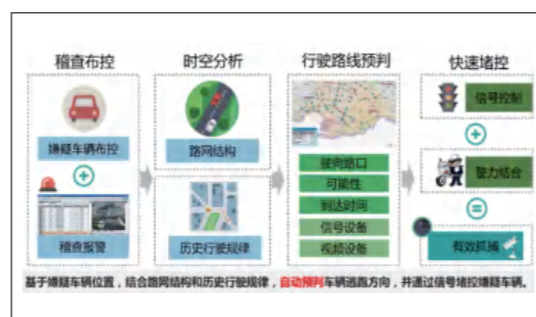 稽查布控
时空分析
行驶路线预判
快速堵控
嫌疑车辆布控
稽查报警
路网结构
历史行驶规律
驶向路口
可能性
到达时间
信号设备
视频设备
信号控制
警力结合
有效抓捕
基于嫌疑车辆位置，结合路网结构和历史行驶规律，自动预判车辆逃跑方向，并通过信号堵控嫌疑车辆。